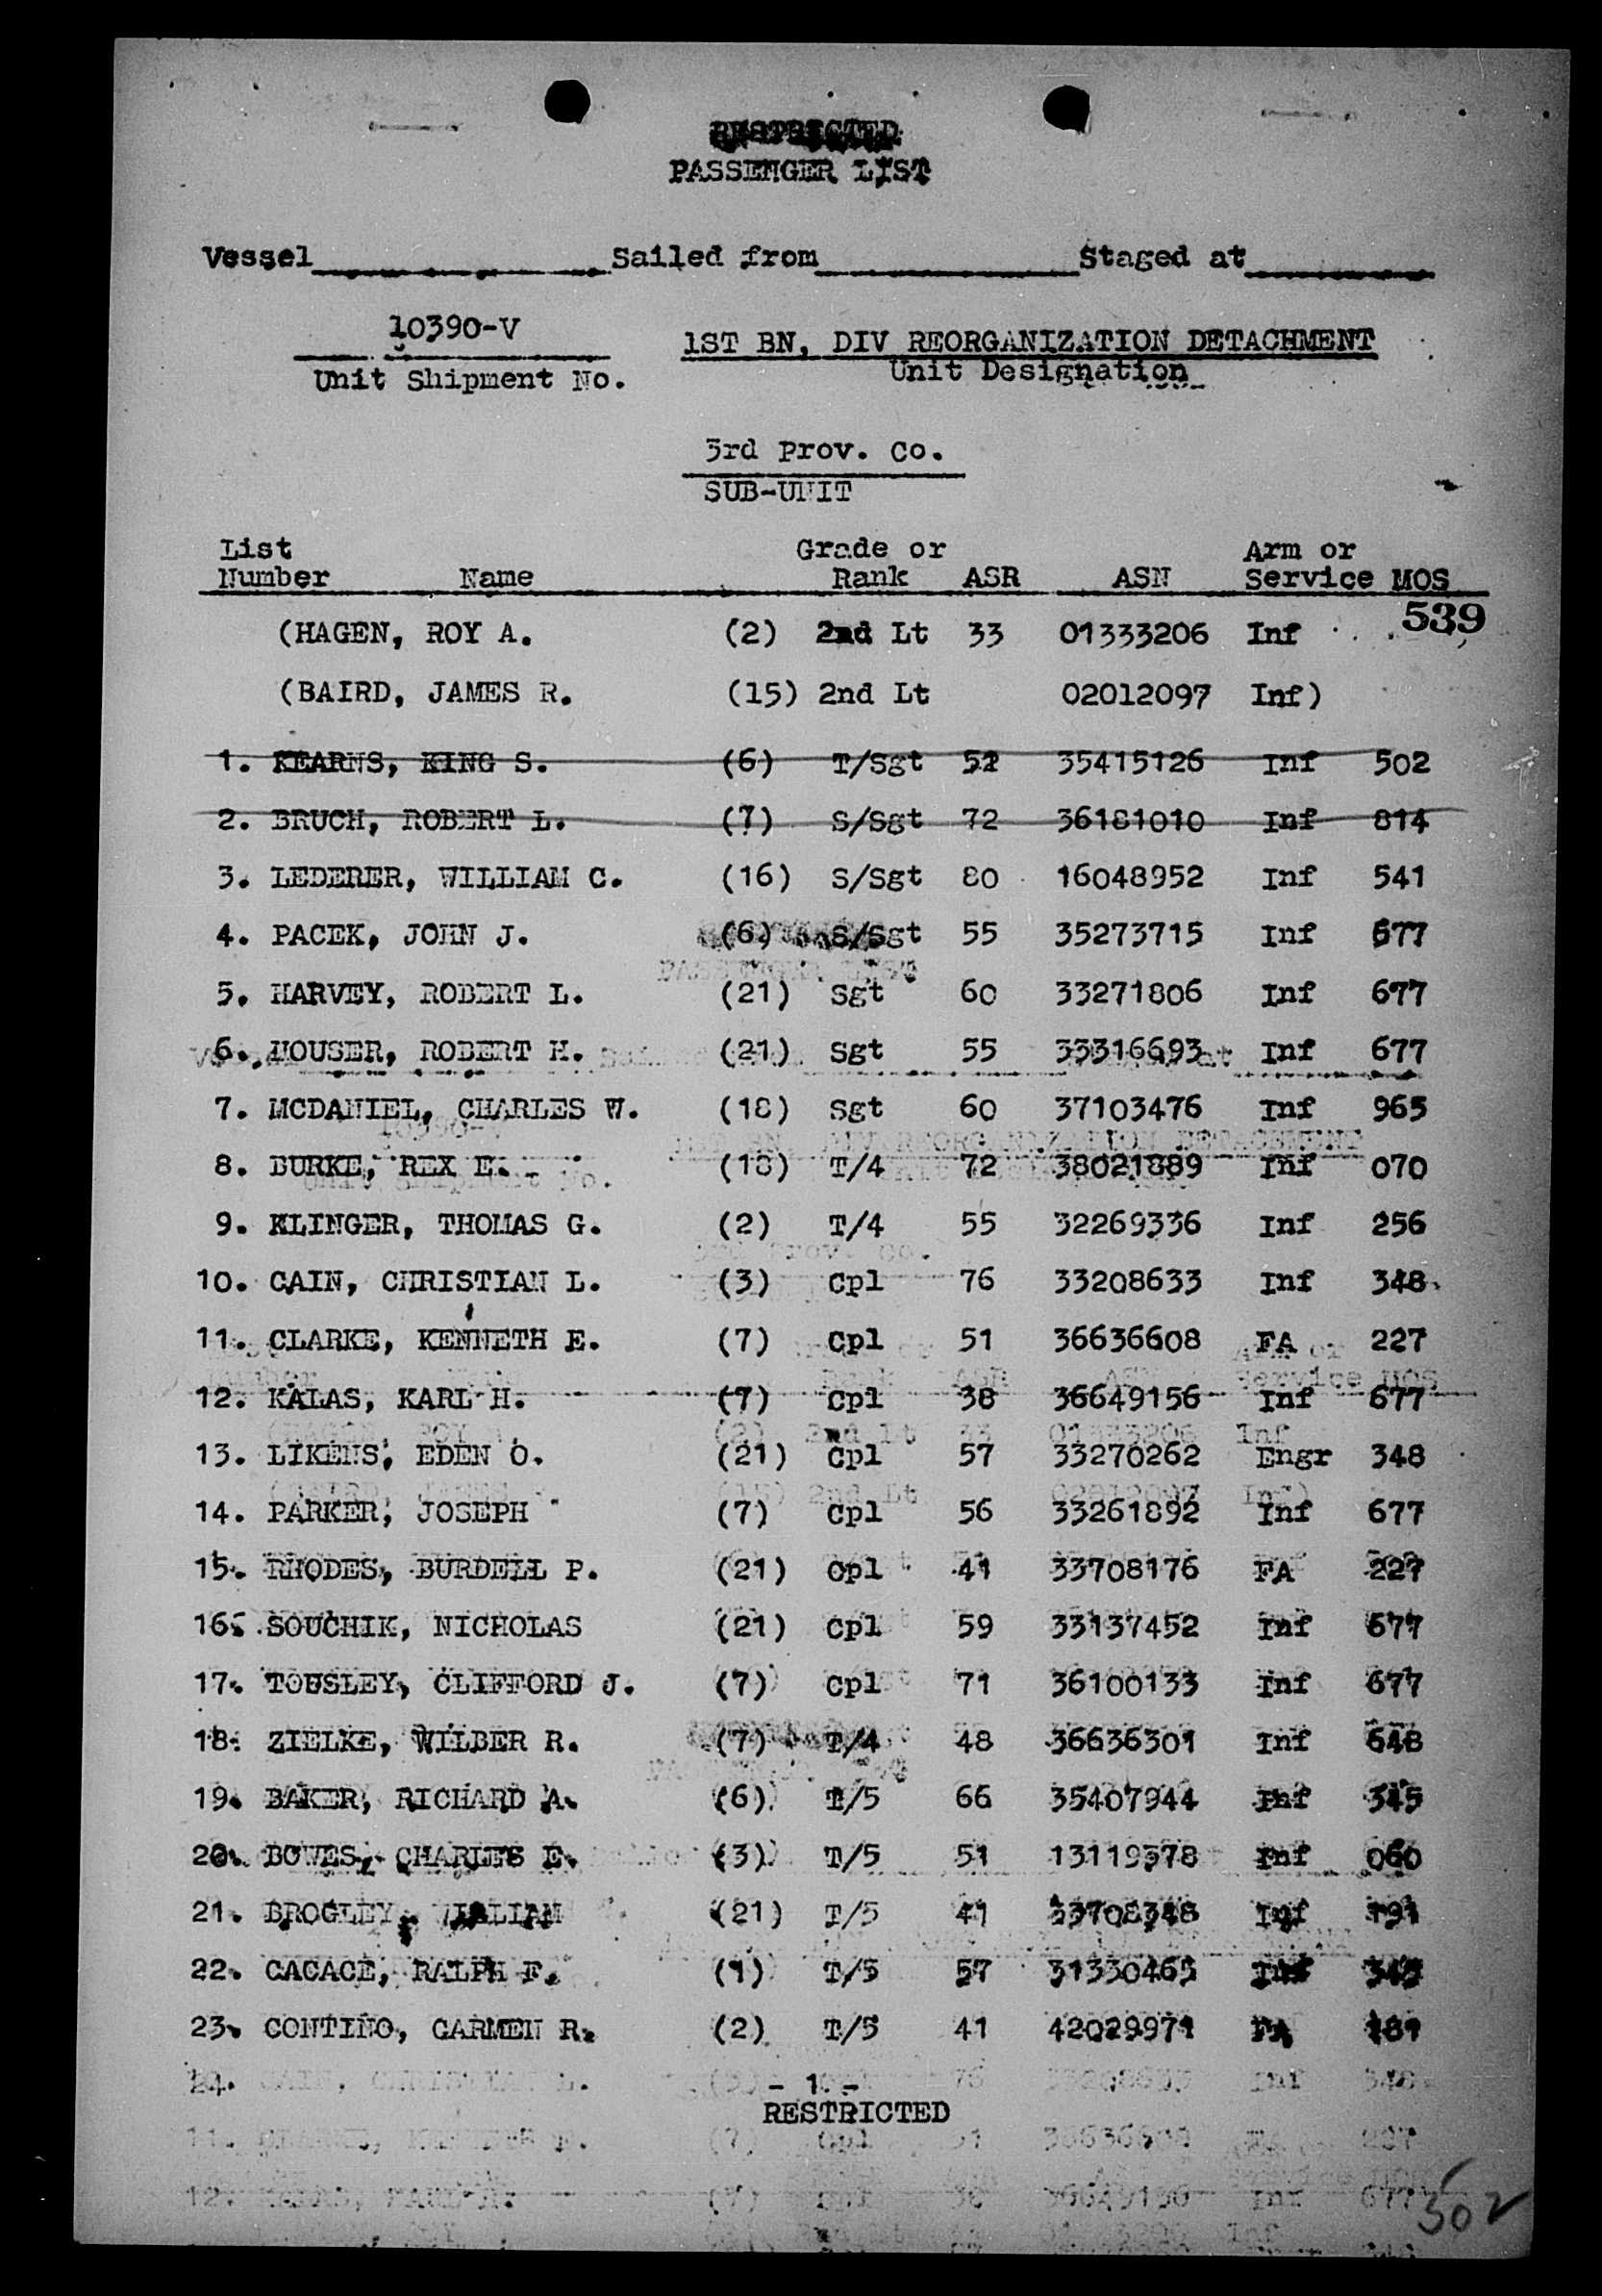 RESTRICTED
PASSENGER LIST
Vessel Sailed from Staged at
10390-V
1ST BN, DIV REORGANIZATION DETACHMENT
Unit Shipment No.
Unit Designation
3rd Prov. Co.
SUB-UNIT
List Grade or Arm or
Number Name Rank ASR ASN Service MOS
539
(HAGEN, ROY A. (2) 2nd Lt 33 01333206 Inf
(BAIRD, JAMES R. (15) 2nd Lt 02012097 Inf)
1. KEARNS, KING S. (6) T/Sgt 52 35415126 Inf 502
2. BRUCH, ROBERT L. (7) S/Sgt 72 36181010 Inf 814
3. LEDERER, WILLIAM C. (16) S/Sgt 80 16048952 Inf 541
4. PACEK, JOHN J. (6) S/Sgt 55 35273715 Inf 677
5. HARVEY, ROBERT L. (21) Sgt 60 33271806 Inf 677
6. HOUSER, ROBERT H. (21) Sgt 55 33316693 Inf 677
7. MCDANIEL, CHARLES W. (18) Sgt 60 37103476 Inf 965
8. BURKE, REX E. (18) T/4 72 38021889 Inf 070
9. KLINGER, THOMAS G. (2) T/4 55 32269336 Inf 256
10. CAIN, CHRISTIAN L. (3) Cpl 76 33208633 Inf 348
11. CLARKE, KENNETH E. (7) Cpl 51 36636608 FA 227
12. KALAS, KARL H. (7) Cpl 38 36649156 Inf 677
13. LIKENS, EDEN O. (21) Cpl 57 33270262 Engr 348
14. PARKER, JOSEPH (7) Cpl 56 33261892 Inf 677
15. RHODES, BURDELL P. (21) Cpl 41 33708176 FA 227
16. SOUCHIK, NICHOLAS (21) Cpl 59 33137452 Inf 677
17. TOUSLEY, CLIFFORD J. (7) Cpl 71 36100133 Inf 677
18. ZIELKE, WILBER R. (7) T/4 48 36636301 Inf 648
19. BAKER, RICHARD A. (6) T/5 66 35407944 Inf 345
20. BOWES, CHARLES E. (3) T/5 51 13119378 Inf 060
21. BROGLEY, WILLIAM (21) T/5 41 33708348 Inf
22. CACACE, RALPH F. (1) T/5 57 31330465 Inf 345
23. CONTINO, CARMEN R. (2) T/5 41 42029971 FA
24.
- 1 -
RESTRICTED
302